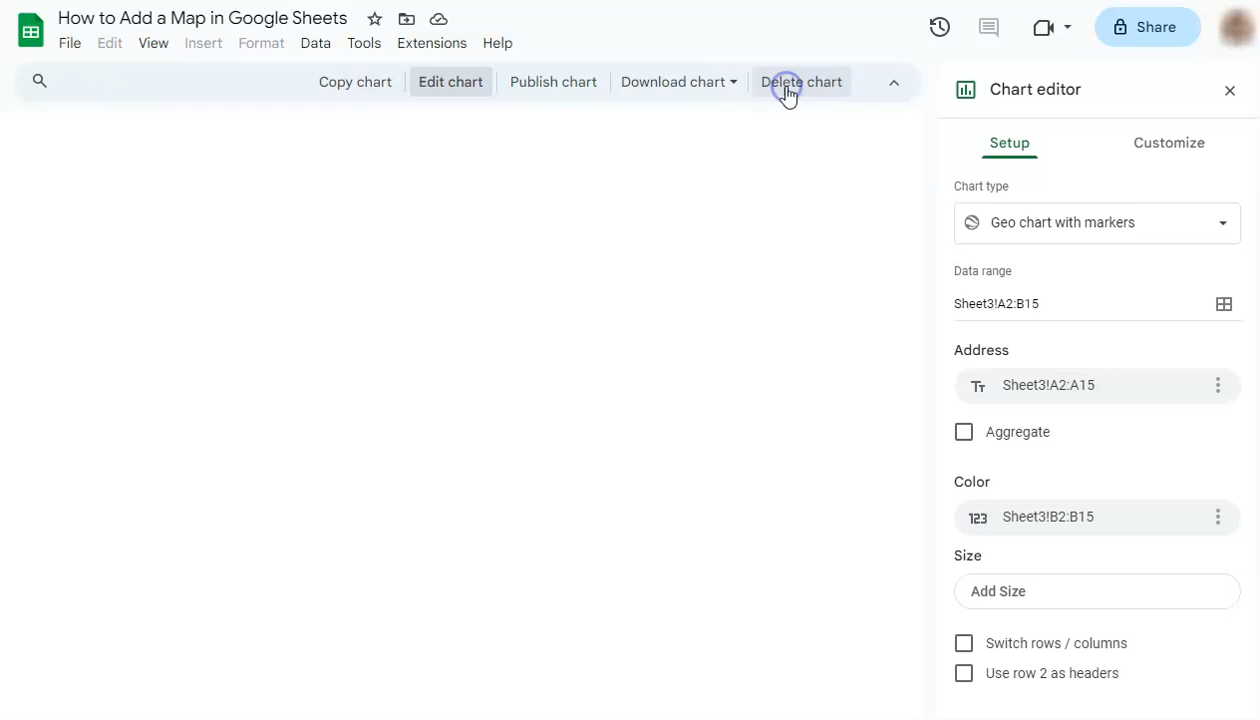 How to Add a Map in Google Sheets
File Edit View Insert Format Data Tools Extensions Help
Share
Copy chart Edit chart Publish chart Download chart Delete chart
Chart editor
Setup Customize
Chart type
Geo chart with markers
Data range
Sheet3!A2:B15
Address
Tт Sheet3!A2:A15
Aggregate
Color
123 Sheet3!B2:B15
Size
Add Size
Switch rows / columns
Use row 2 as headers